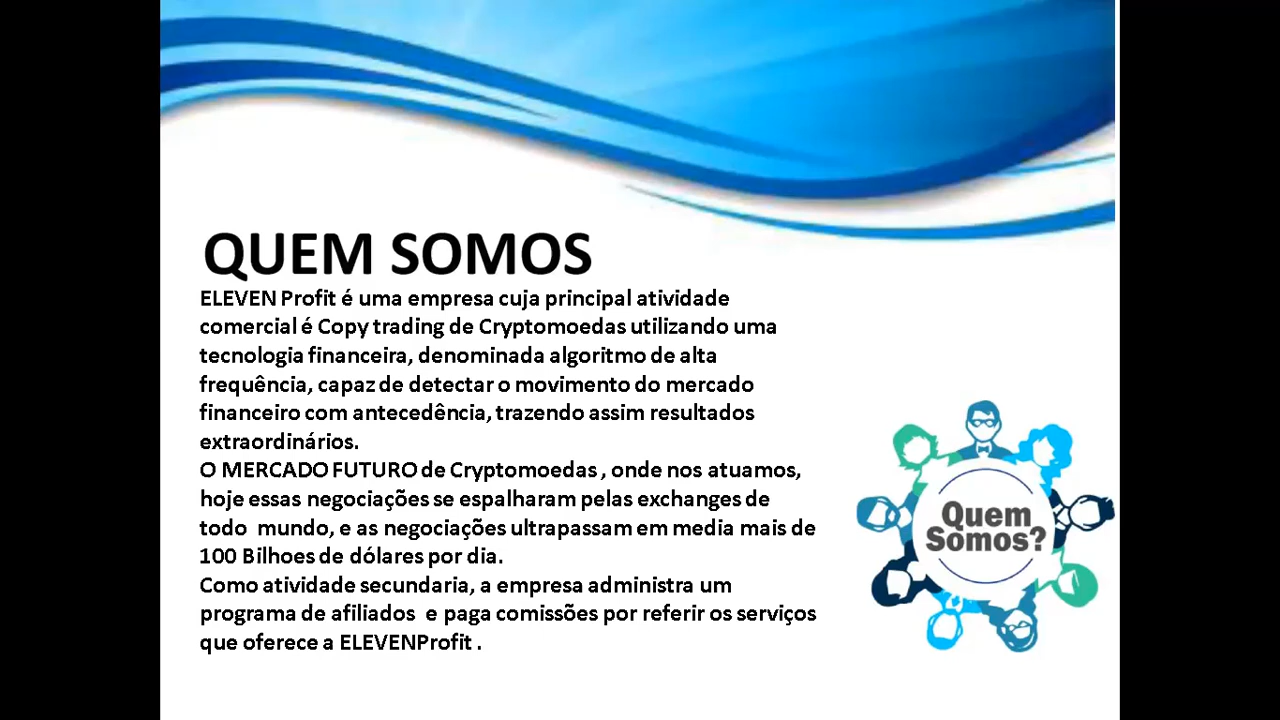 QUEM SOMOS
ELEVEN Profit é uma empresa cuja principal atividade
comercial é Copy trading de Cryptomoedas utilizando uma
tecnologia financeira, denominada algoritmo de alta
frequência, capaz de detectar o movimento do mercado
financeiro com antecedência, trazendo assim resultados
extraordinários.
O MERCADO FUTURO de Cryptomoedas , onde nos atuamos,
hoje essas negociações se espalharam pelas exchanges de
todo mundo, e as negociações ultrapassam em media mais de
100 Bilhoes de dólares por dia.
Como atividade secundaria, a empresa administra um
programa de afiliados e paga comissões por referir os serviços
que oferece a ELEVENProfit .
Quem
Somos?